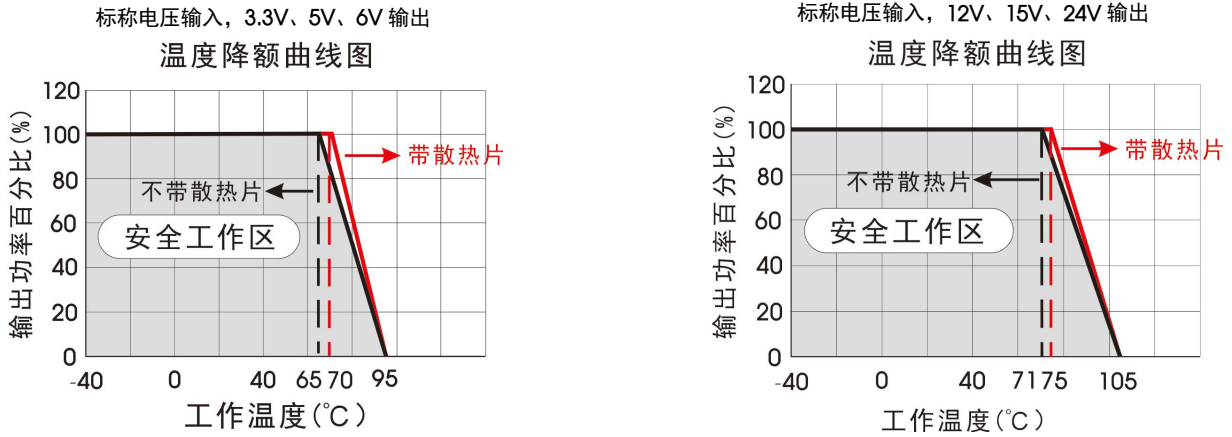 标称电压输入，3.3V、5V、6V 输出
温度降额曲线图
输出功率百分比(%)
120
100
80
60
40
20
0
带散热片
不带散热片
安全工作区
-40 0 40 65 70 95
工作温度(℃)
标称电压输入，12V、15V、24V 输出
温度降额曲线图
输出功率百分比(%)
120
100
80
60
40
20
0
带散热片
不带散热片
安全工作区
-40 0 40 71 75 105
工作温度(℃)